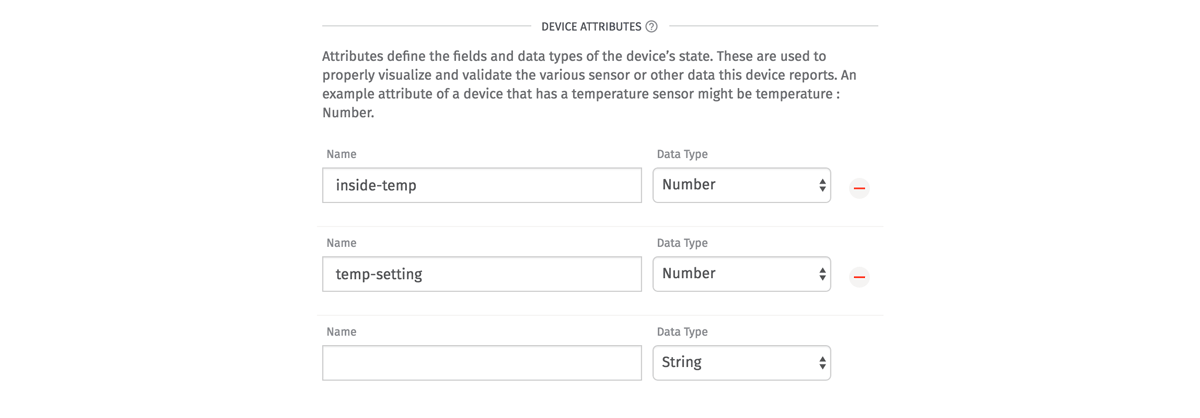 DEVICE ATTRIBUTES ?
Attributes define the fields and data types of the device's state. These are used to
properly visualize and validate the various sensor or other data this device reports. An
example attribute of a device that has a temperature sensor might be temperature :
Number.
Name Data Type
inside-temp Number
Name Data Type
temp-setting Number
Name Data Type
String